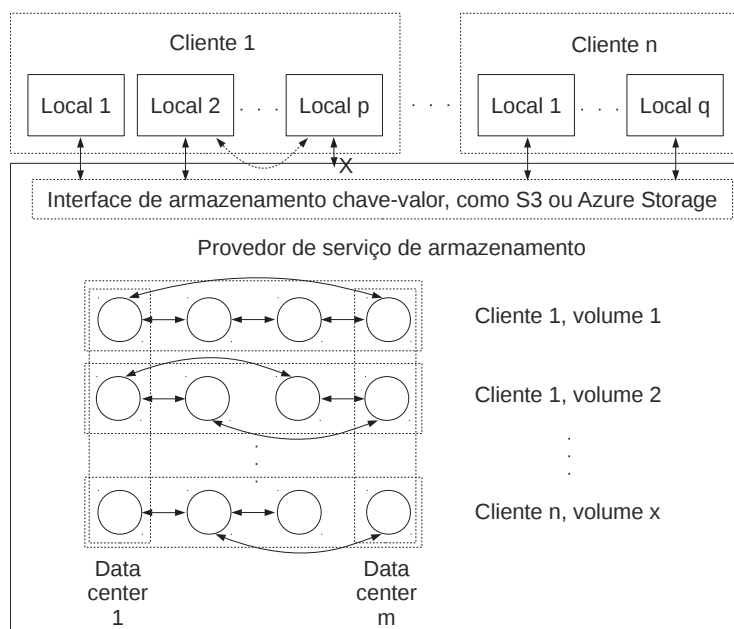 Cliente 1
Cliente n
Local 1
Local 2
. . .
Local p
. . .
Local 1
. . .
Local q
X
Interface de armazenamento chave-valor, como S3 ou Azure Storage
Provedor de serviço de armazenamento
Cliente 1, volume 1
Cliente 1, volume 2
. . .
. . .
Cliente n, volume x
Data
center
1
Data
center
m